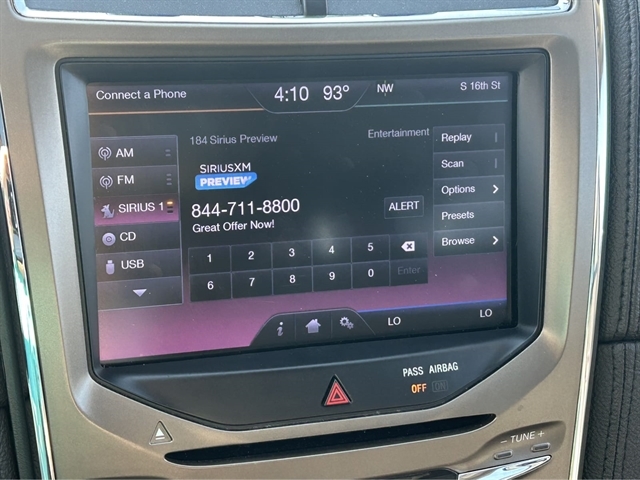 Connect a Phone
4:10 93°
NW
S 16th St
184 Sirius Preview
Entertainment
SIRIUSXM
PREVIEW
844-711-8800
Great Offer Now!
ALERT
AM
FM
SIRIUS 1
CD
USB
1 2 3 4 5
6 7 8 9 0 Enter
Replay
Scan
Options
Presets
Browse
i
LO
LO
PASS AIRBAG
OFF ON
- TUNE +